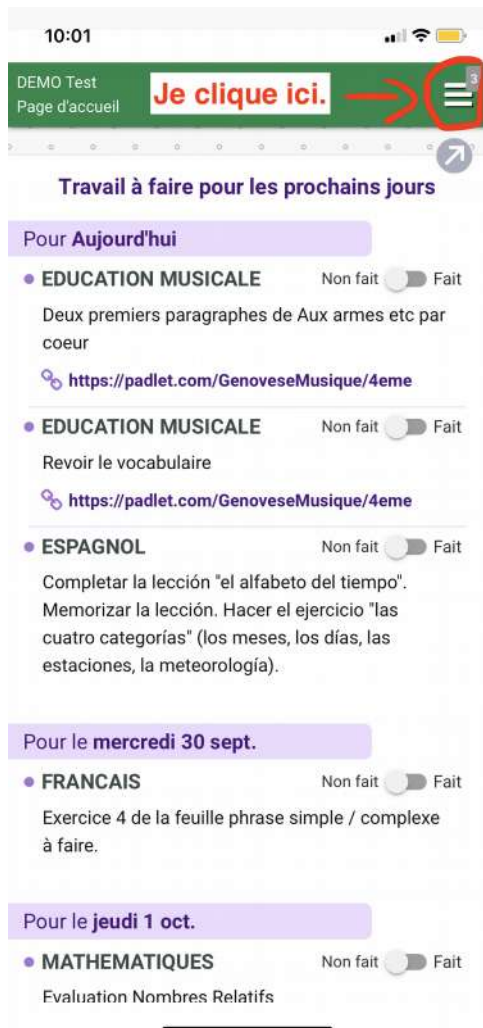 10:01
DEMO Test
Page d'accueil
Je clique ici.
3
Travail à faire pour les prochains jours
Pour Aujourd'hui
EDUCATION MUSICALE Non fait Fait
Deux premiers paragraphes de Aux armes etc par
coeur
https://padlet.com/GenoveseMusique/4eme
EDUCATION MUSICALE Non fait Fait
Revoir le vocabulaire
https://padlet.com/GenoveseMusique/4eme
ESPAGNOL Non fait Fait
Completar la lección "el alfabeto del tiempo".
Memorizar la lección. Hacer el ejercicio "las
cuatro categorías" (los meses, los días, las
estaciones, la meteorología).
Pour le mercredi 30 sept.
FRANCAIS Non fait Fait
Exercice 4 de la feuille phrase simple / complexe
à faire.
Pour le jeudi 1 oct.
MATHEMATIQUES Non fait Fait
Evaluation Nombres Relatifs